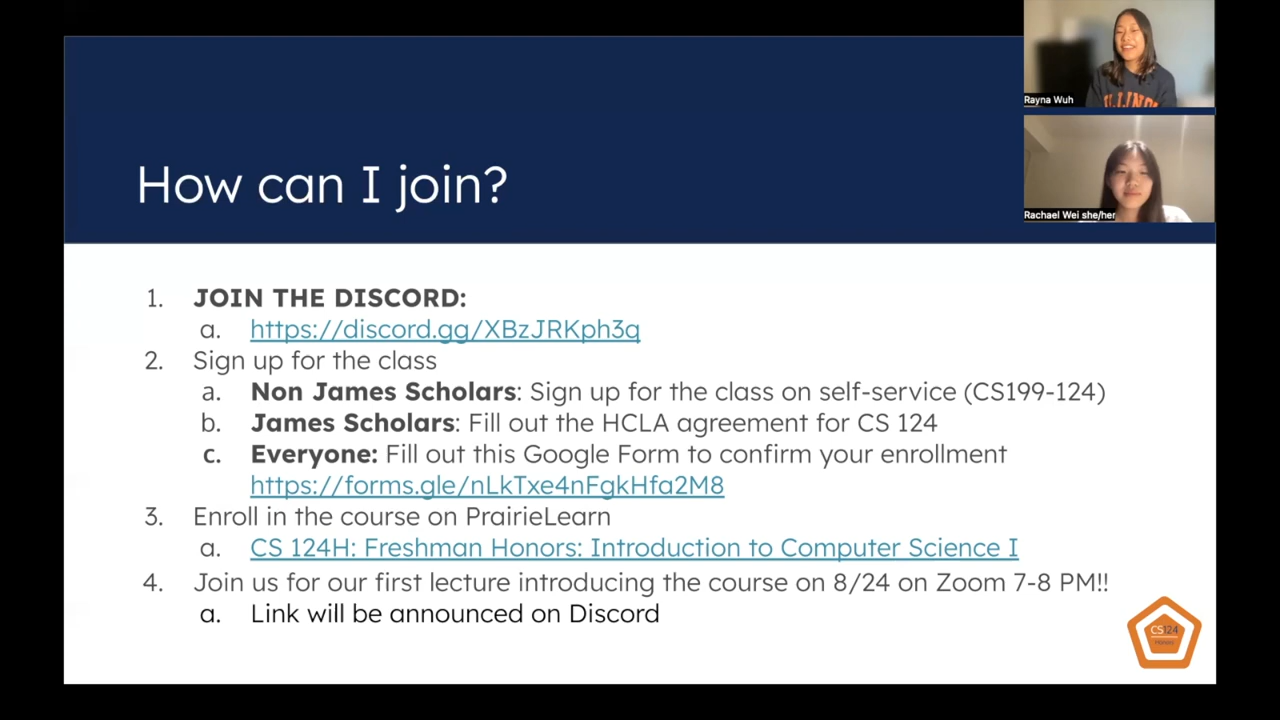 Rayna Wuh
Rachael Wei she/her
How can I join?
1. JOIN THE DISCORD:
a. https://discord.gg/XBzJRKph3q
2. Sign up for the class
a. Non James Scholars: Sign up for the class on self-service (CS199-124)
b. James Scholars: Fill out the HCLA agreement for CS 124
c. Everyone: Fill out this Google Form to confirm your enrollment
https://forms.gle/nLkTxe4nFgkHfa2M8
3. Enroll in the course on PrairieLearn
a. CS 124H: Freshman Honors: Introduction to Computer Science I
4. Join us for our first lecture introducing the course on 8/24 on Zoom 7-8 PM!!
a. Link will be announced on Discord
CS124